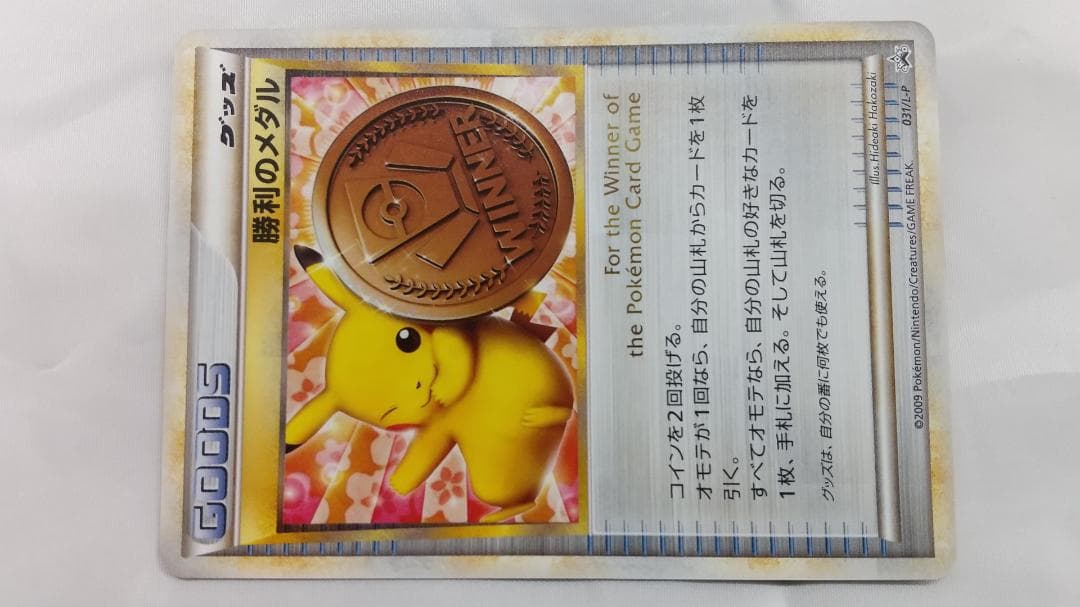 GOODS
グッズ
勝利のメダル
WINNER
WINNER
For the Winner of
the Pokémon Card Game
コインを2回投げる。
オモテが1回なら、自分の山札からカードを1枚
引く。
すべてオモテなら、自分の山札の好きなカードを
1枚、手札に加える。そして山札を切る。
グッズは、自分の番に何枚でも使える。
Illus.Hideaki Hakozaki
©2009 Pokémon/Nintendo/Creatures/GAME FREAK.
031/L-P